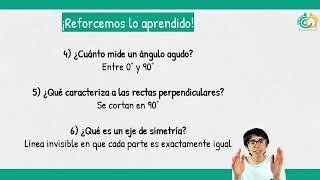 ¡Reforcemos lo aprendido!
4) ¿Cuánto mide un ángulo agudo?
Entre 0° y 90°
5) ¿Qué caracteriza a las rectas perpendiculares?
Se cortan en 90°
6) ¿Qué es un eje de simetría?
Línea invisible en que cada parte es exactamente igual